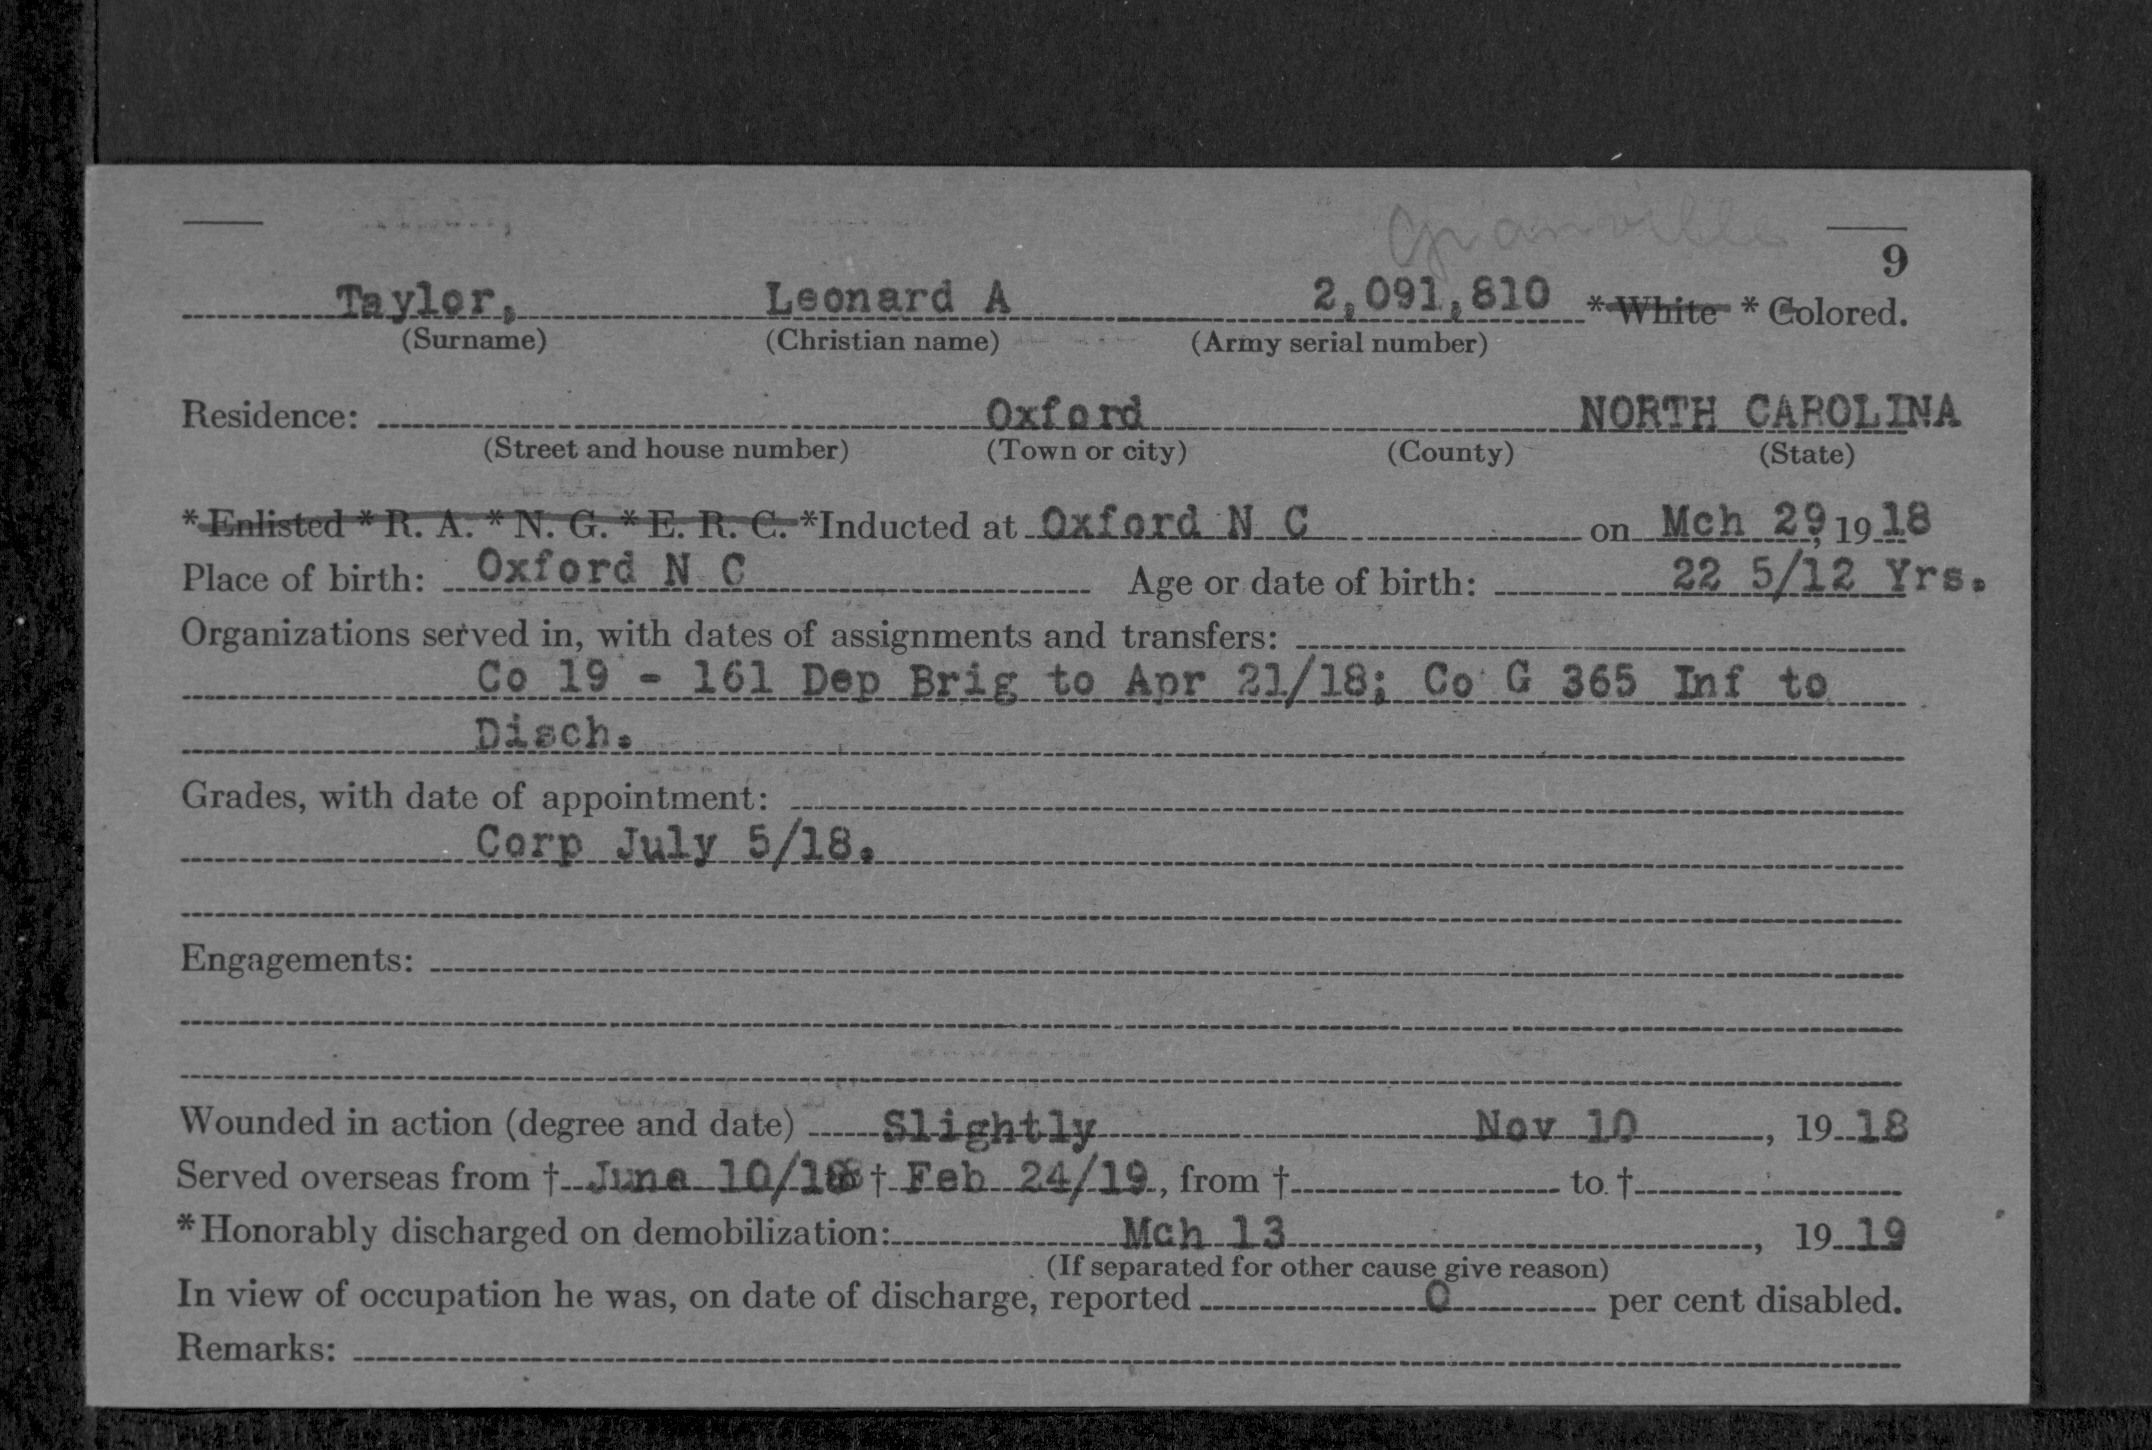 Granville
9
Taylor, Leonard A 2,091,810 *White *Colored.
(Surname) (Christian name) (Army serial number)
Residence: Oxford NORTH CAROLINA
(Street and house number) (Town or city) (County) (State)
*Enlisted *R. A. *N. G. *E. R. C. *Inducted at Oxford N C on Mch 29, 1918
Place of birth: Oxford N C Age or date of birth: 22 5/12 Yrs.
Organizations served in, with dates of assignments and transfers:
Co 19 - 161 Dep Brig to Apr 21/18; Co G 365 Inf to
Disch.
Grades, with date of appointment:
Corp July 5/18.
Engagements:
Wounded in action (degree and date) Slightly Nov 10, 1918
Served overseas from † June 10/18 † Feb 24/19, from † to †
*Honorably discharged on demobilization: Mch 13, 1919
(If separated for other cause give reason)
In view of occupation he was, on date of discharge, reported 0 per cent disabled.
Remarks: